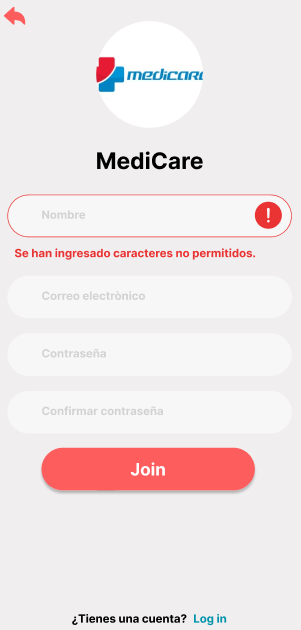 medicare
MediCare
Nombre
!
Se han ingresado caracteres no permitidos.
Correo electrònico
Contraseña
Confirmar contraseña
Join
¿Tienes una cuenta? Log in